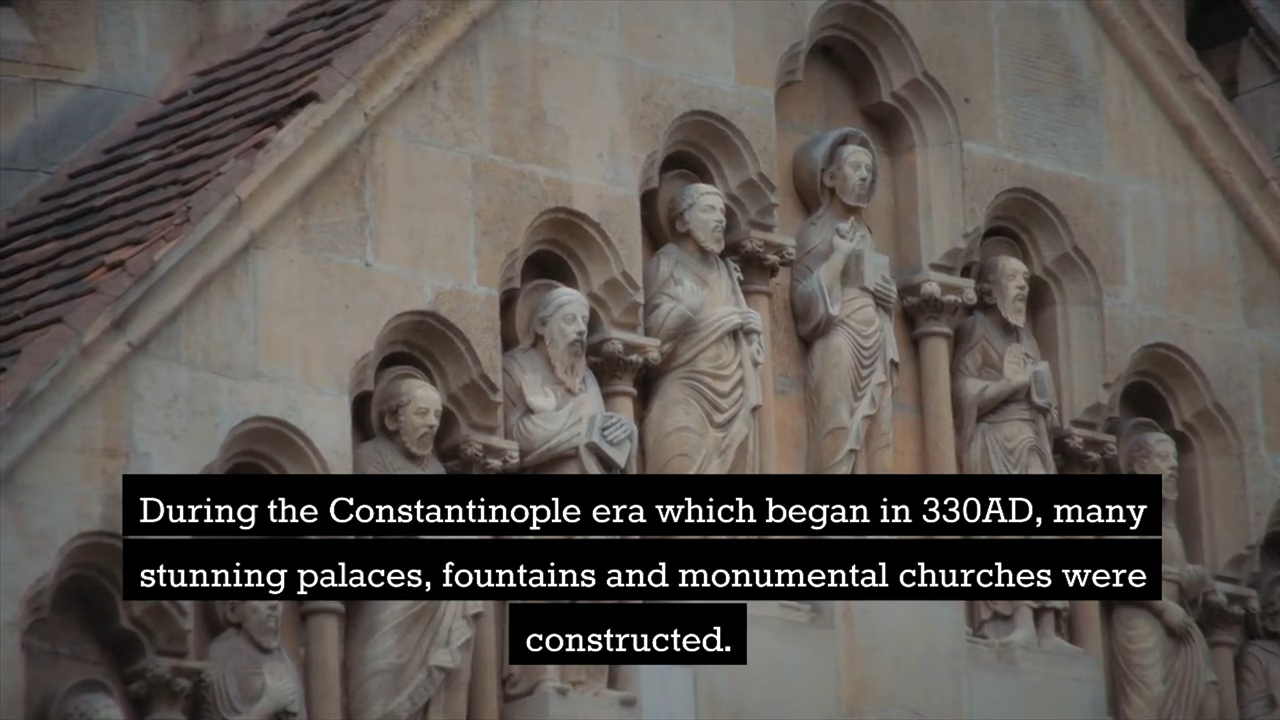 During the Constantinople era which began in 330AD, many
stunning palaces, fountains and monumental churches were
constructed.